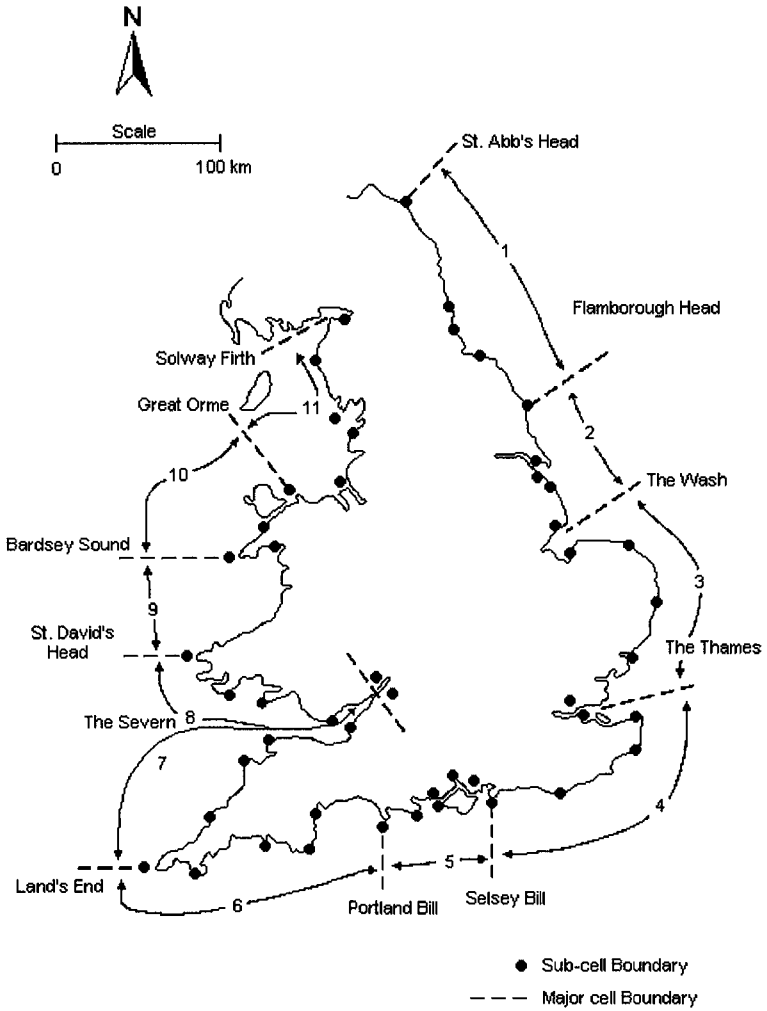 N
Scale
0 100 km
St. Abb's Head
1
Flamborough Head
Solway Firth
Great Orme
11
2
10
The Wash
Bardsey Sound
3
9
St. David's
Head
The Thames
The Severn 8
7
4
5
Land's End
6
Portland Bill
Selsey Bill
Sub-cell Boundary
Major cell Boundary